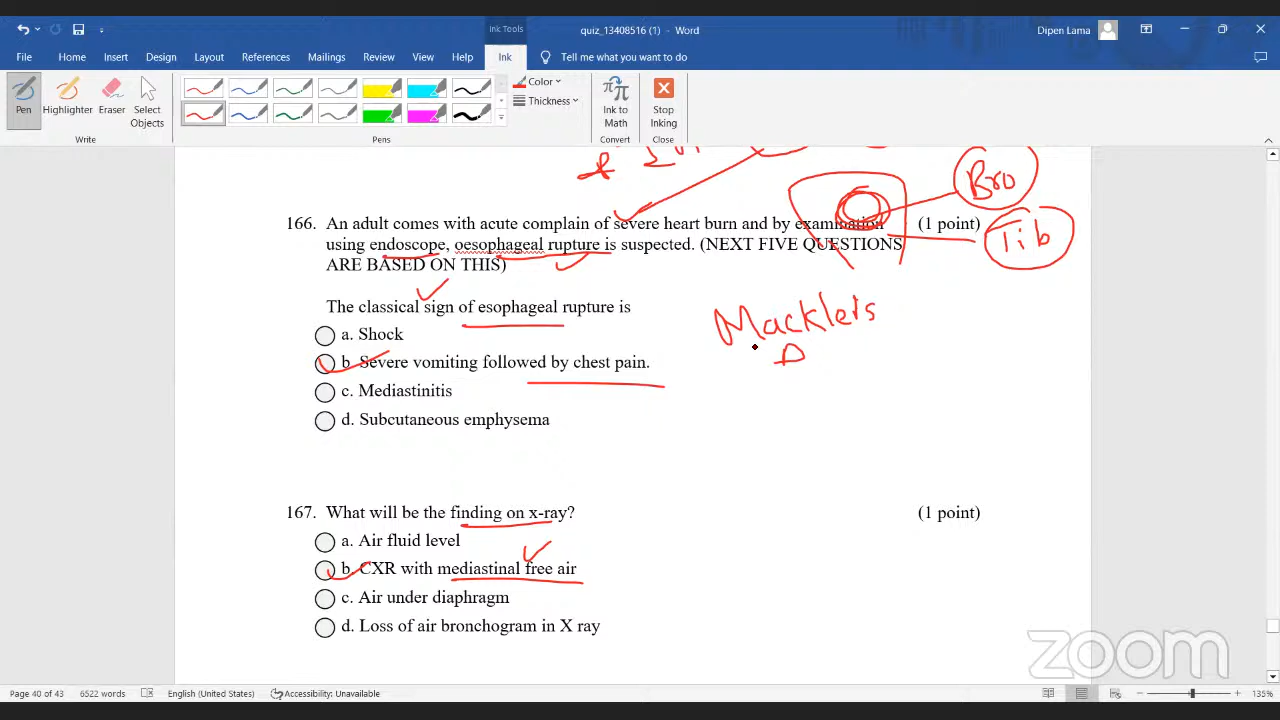 Ink Tools
quiz_13408516 (1) - Word
Dipen Lama
File Home Insert Design Layout References Mailings Review View Help Ink Tell me what you want to do
Pen Highlighter Eraser Select Objects
Color
Thickness
Ink to Math
Stop Inking
Write Pens Convert Close
Bro
Tib
166. An adult comes with acute complain of severe heart burn and by examination (1 point)
using endoscope, oesophageal rupture is suspected. (NEXT FIVE QUESTIONS
ARE BASED ON THIS)
The classical sign of esophageal rupture is
Macklers
a. Shock
b. Severe vomiting followed by chest pain.
c. Mediastinitis
d. Subcutaneous emphysema
167. What will be the finding on x-ray? (1 point)
a. Air fluid level
b. CXR with mediastinal free air
c. Air under diaphragm
d. Loss of air bronchogram in X ray
zoom
Page 40 of 43 6522 words English (United States) Accessibility: Unavailable 135%